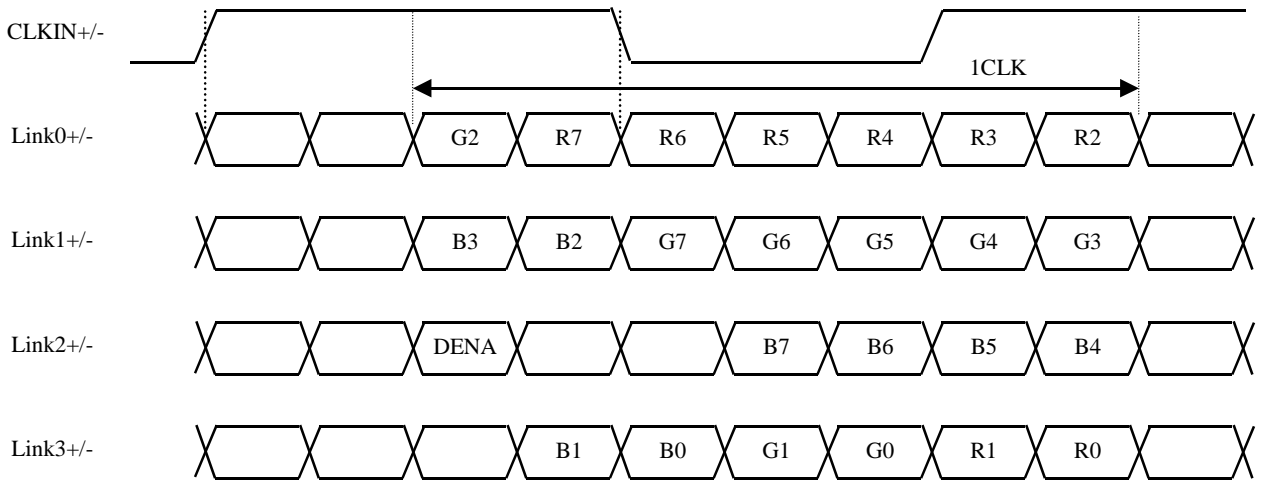 CLKIN+/-
1CLK
Link0+/- G2 R7 R6 R5 R4 R3 R2
Link1+/- B3 B2 G7 G6 G5 G4 G3
Link2+/- DENA B7 B6 B5 B4
Link3+/- B1 B0 G1 G0 R1 R0